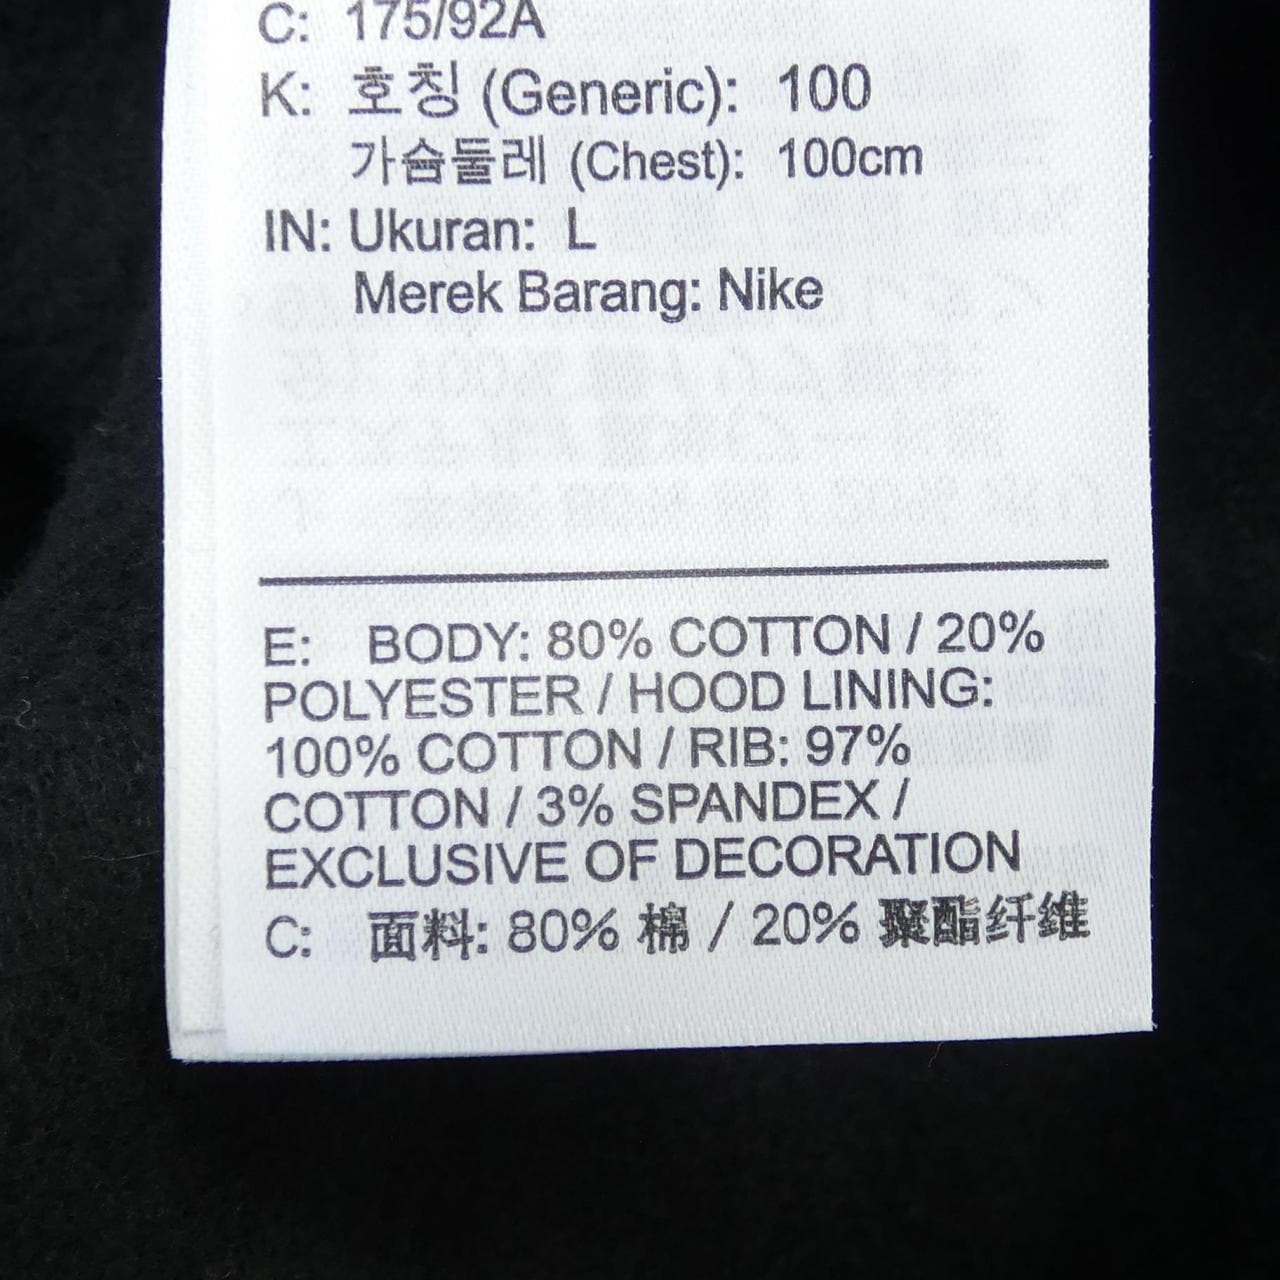 C: 175/92A
K: 호칭 (Generic): 100
가슴둘레 (Chest): 100cm
IN: Ukuran: L
Merek Barang: Nike
E: BODY: 80% COTTON / 20%
POLYESTER / HOOD LINING:
100% COTTON / RIB: 97%
COTTON / 3% SPANDEX /
EXCLUSIVE OF DECORATION
C: 面料: 80% 棉 / 20% 聚酯纤维